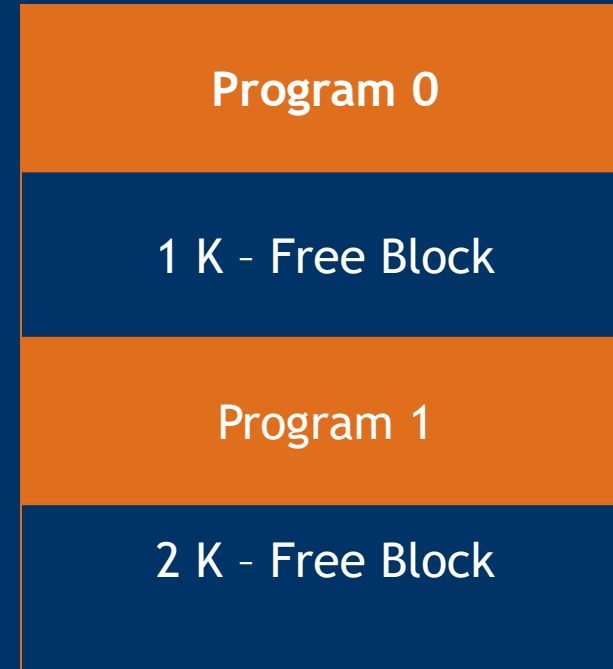 Program 0
1 K – Free Block
Program 1
2 K – Free Block